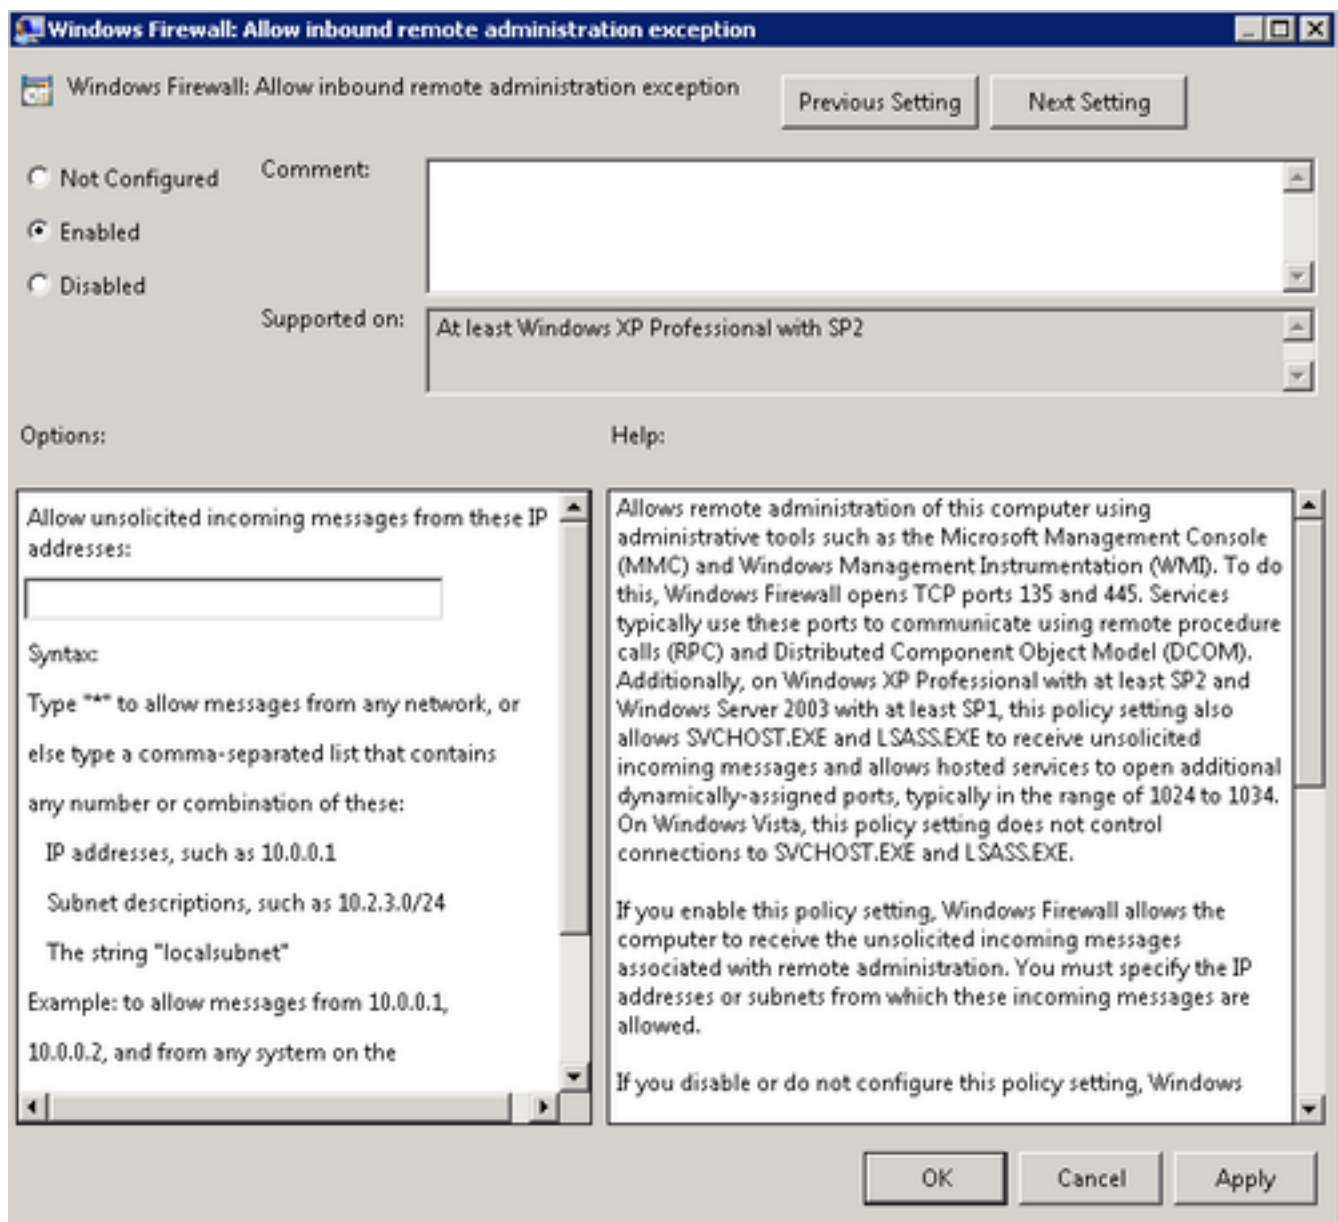 Windows Firewall: Allow inbound remote administration exception
Windows Firewall: Allow inbound remote administration exception
Previous Setting
Next Setting
Not Configured
Enabled
Disabled
Comment:
Supported on:
At least Windows XP Professional with SP2
Options:
Help:
Allow unsolicited incoming messages from these IP
addresses:
Syntax:
Type "*" to allow messages from any network, or
else type a comma-separated list that contains
any number or combination of these:
IP addresses, such as 10.0.0.1
Subnet descriptions, such as 10.2.3.0/24
The string "localsubnet"
Example: to allow messages from 10.0.0.1,
10.0.0.2, and from any system on the
Allows remote administration of this computer using
administrative tools such as the Microsoft Management Console
(MMC) and Windows Management Instrumentation (WMI). To do
this, Windows Firewall opens TCP ports 135 and 445. Services
typically use these ports to communicate using remote procedure
calls (RPC) and Distributed Component Object Model (DCOM).
Additionally, on Windows XP Professional with at least SP2 and
Windows Server 2003 with at least SP1, this policy setting also
allows SVCHOST.EXE and LSASS.EXE to receive unsolicited
incoming messages and allows hosted services to open additional
dynamically-assigned ports, typically in the range of 1024 to 1034.
On Windows Vista, this policy setting does not control
connections to SVCHOST.EXE and LSASS.EXE.
If you enable this policy setting, Windows Firewall allows the
computer to receive the unsolicited incoming messages
associated with remote administration. You must specify the IP
addresses or subnets from which these incoming messages are
allowed.
If you disable or do not configure this policy setting, Windows
OK
Cancel
Apply